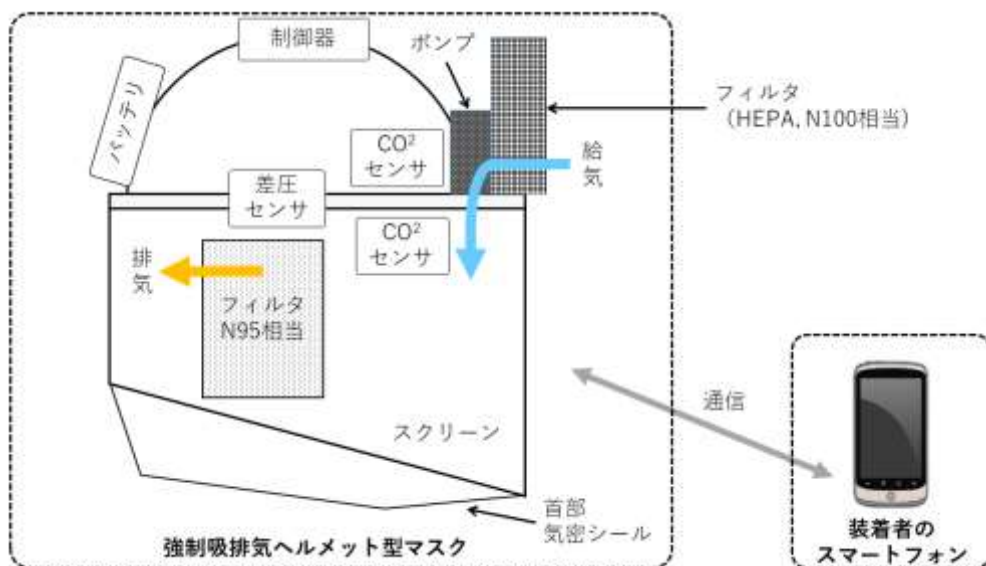 制御器
ポンプ
バッテリ
フィルタ
(HEPA, N100相当)
CO²
センサ
給
気
差圧
センサ
CO²
センサ
排
気
フィルタ
N95相当
スクリーン
通信
首部
気密シール
強制吸排気ヘルメット型マスク
装着者の
スマートフォン